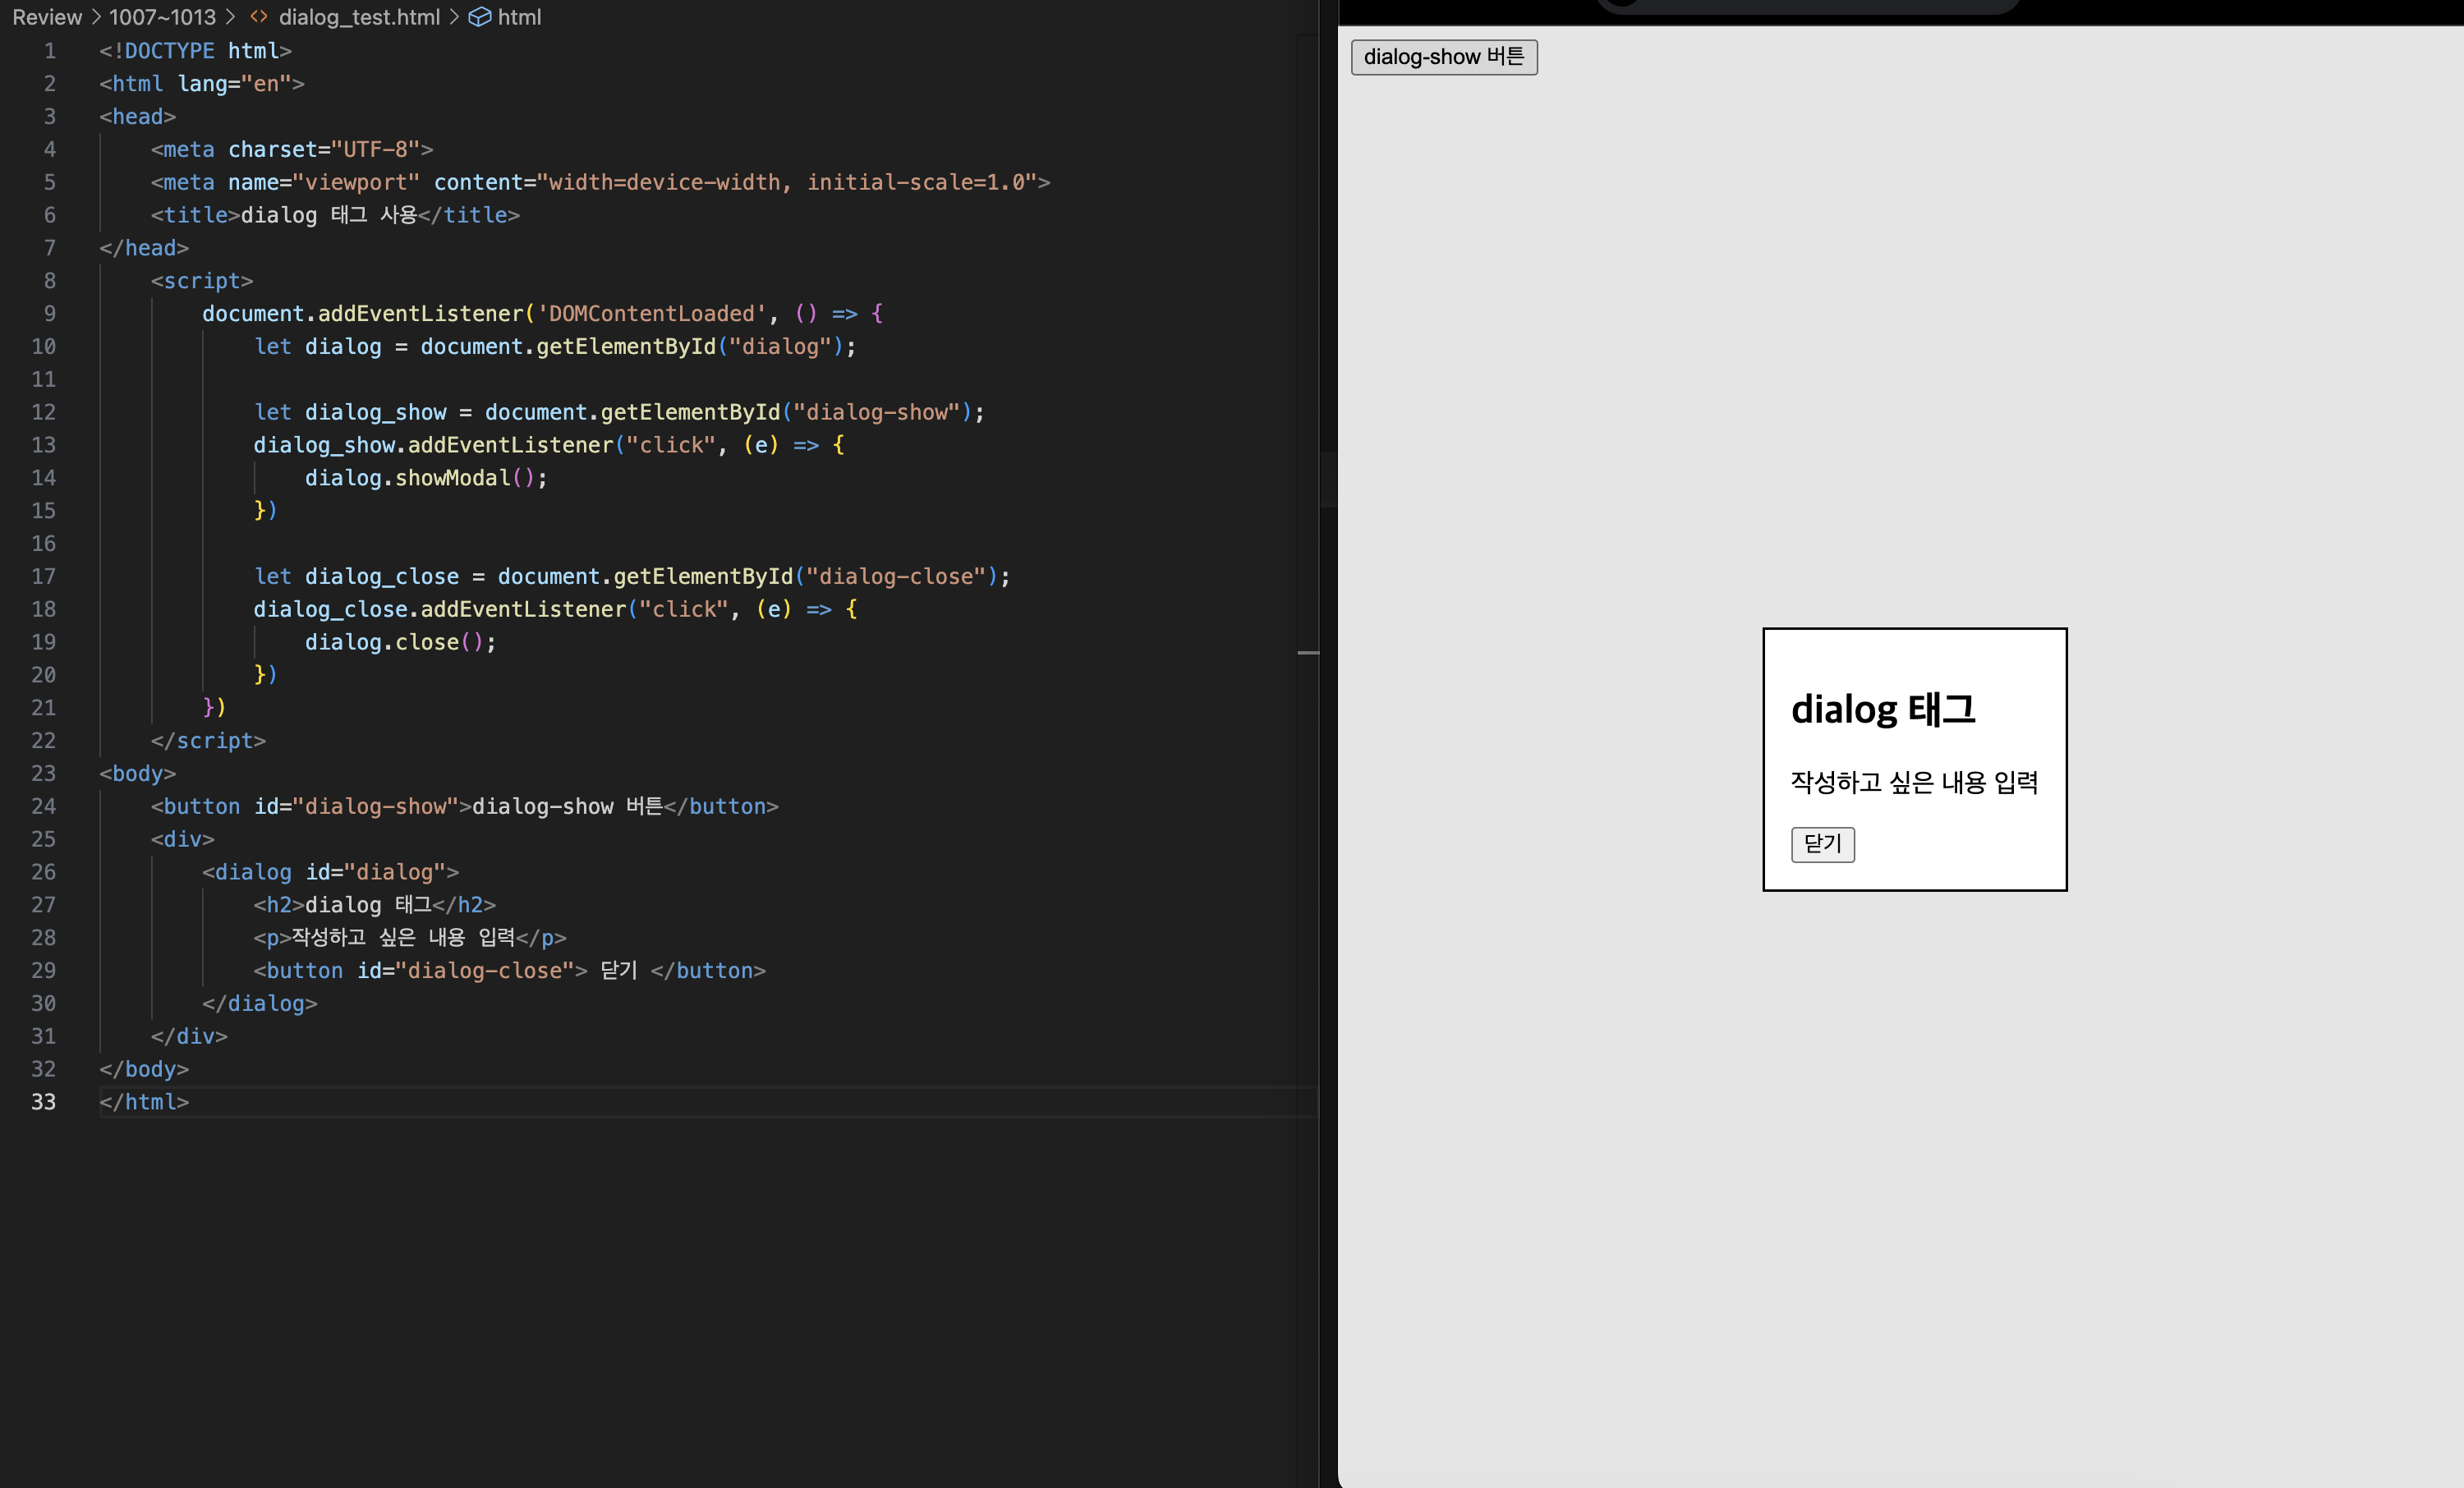 Review > 1007~1013 > <> dialog_test.html > html
1 <!DOCTYPE html>
2 <html lang="en">
3 <head>
4     <meta charset="UTF-8">
5     <meta name="viewport" content="width=device-width, initial-scale=1.0">
6     <title>dialog 태그 사용</title>
7 </head>
8     <script>
9         document.addEventListener('DOMContentLoaded', () => {
10             let dialog = document.getElementById("dialog");
11
12             let dialog_show = document.getElementById("dialog-show");
13             dialog_show.addEventListener("click", (e) => {
14                 dialog.showModal();
15             })
16
17             let dialog_close = document.getElementById("dialog-close");
18             dialog_close.addEventListener("click", (e) => {
19                 dialog.close();
20             })
21         })
22     </script>
23 <body>
24     <button id="dialog-show">dialog-show 버튼</button>
25     <div>
26         <dialog id="dialog">
27             <h2>dialog 태그</h2>
28             <p>작성하고 싶은 내용 입력</p>
29             <button id="dialog-close"> 닫기 </button>
30         </dialog>
31     </div>
32 </body>
33 </html>
dialog-show 버튼
dialog 태그
작성하고 싶은 내용 입력
닫기